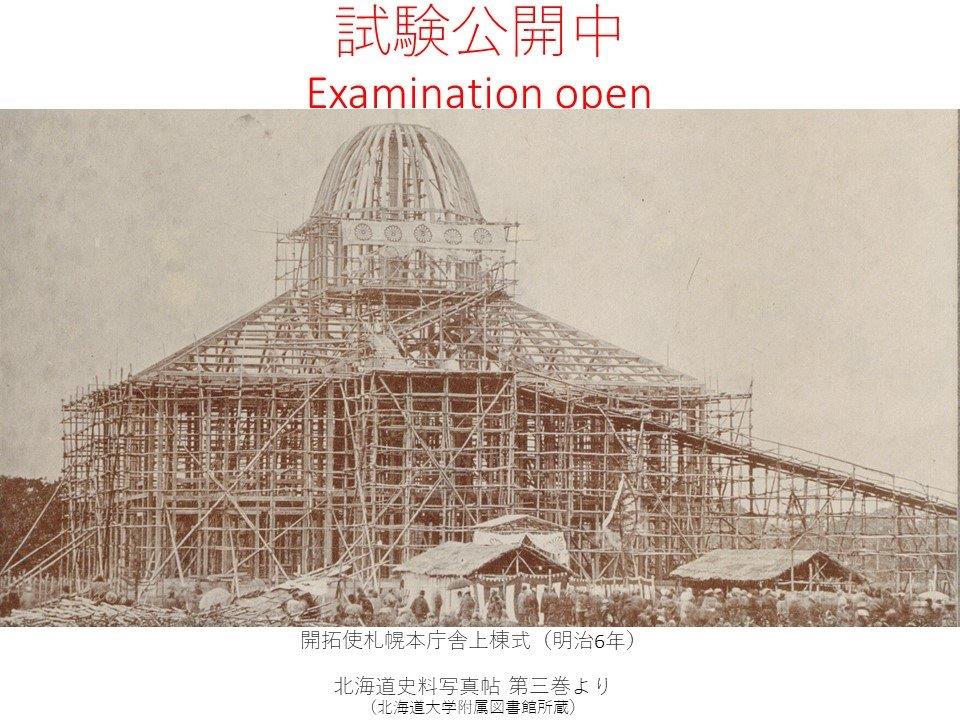 試験公開中
Examination open
開拓使札幌本庁舎上棟式（明治6年）
北海道史料写真帖 第三巻より
（北海道大学附属図書館所蔵）